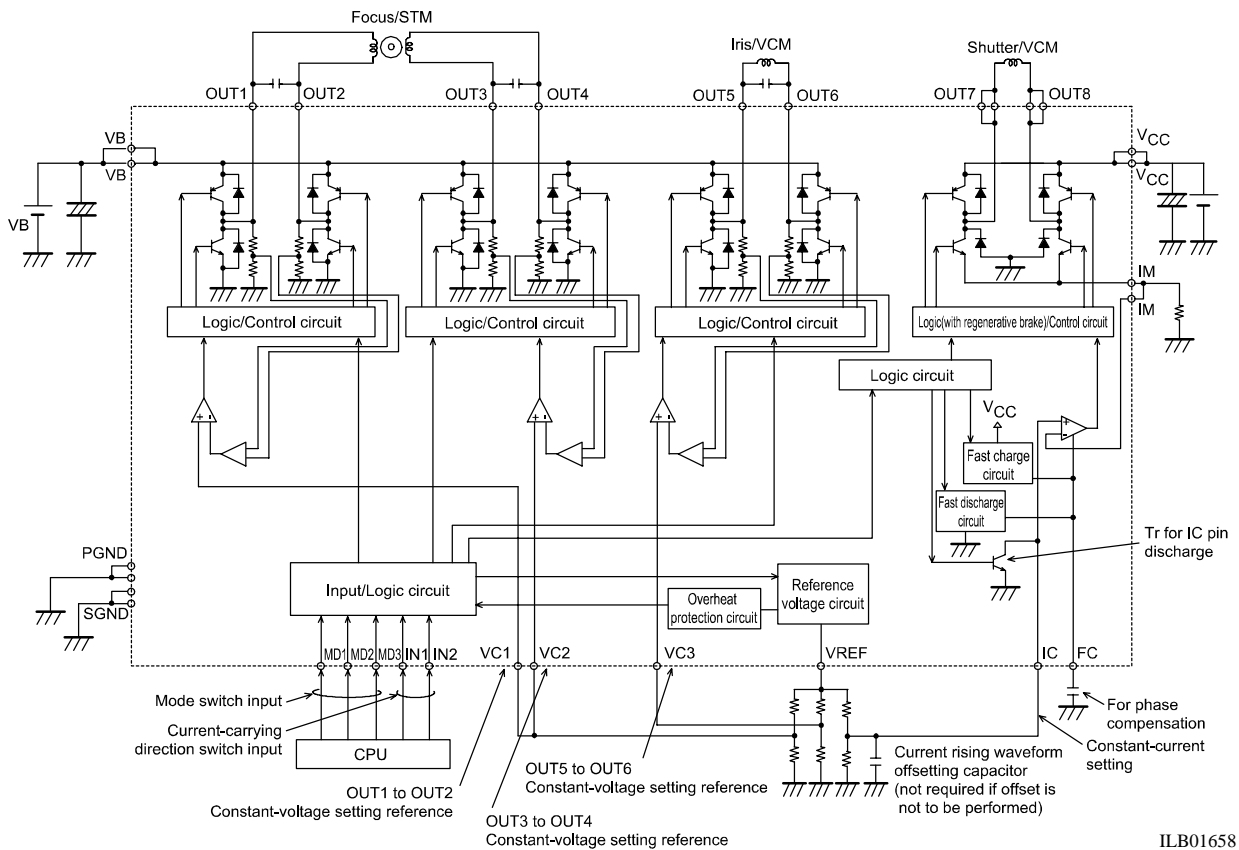 Focus/STM
Iris/VCM
Shutter/VCM
OUT1
OUT2
OUT3
OUT4
OUT5
OUT6
OUT7
OUT8
VB
VB
VB
VCC
VCC
IM
IM
Logic/Control circuit
Logic/Control circuit
Logic/Control circuit
Logic(with regenerative brake)/Control circuit
Logic circuit
VCC
+ -
+ -
+ -
+
-
Fast charge
circuit
Fast discharge
circuit
Tr for IC pin
discharge
PGND
SGND
Input/Logic circuit
Overheat
protection circuit
Reference
voltage circuit
MD1
MD2
MD3
IN1
IN2
VC1
VC2
VC3
VREF
IC
FC
Mode switch input
Current-carrying
direction switch input
CPU
For phase
compensation
Constant-current
setting
Current rising waveform
offsetting capacitor
(not required if offset is
not to be performed)
OUT5 to OUT6
Constant-voltage setting reference
OUT1 to OUT2
Constant-voltage setting reference
OUT3 to OUT4
Constant-voltage setting reference
ILB01658